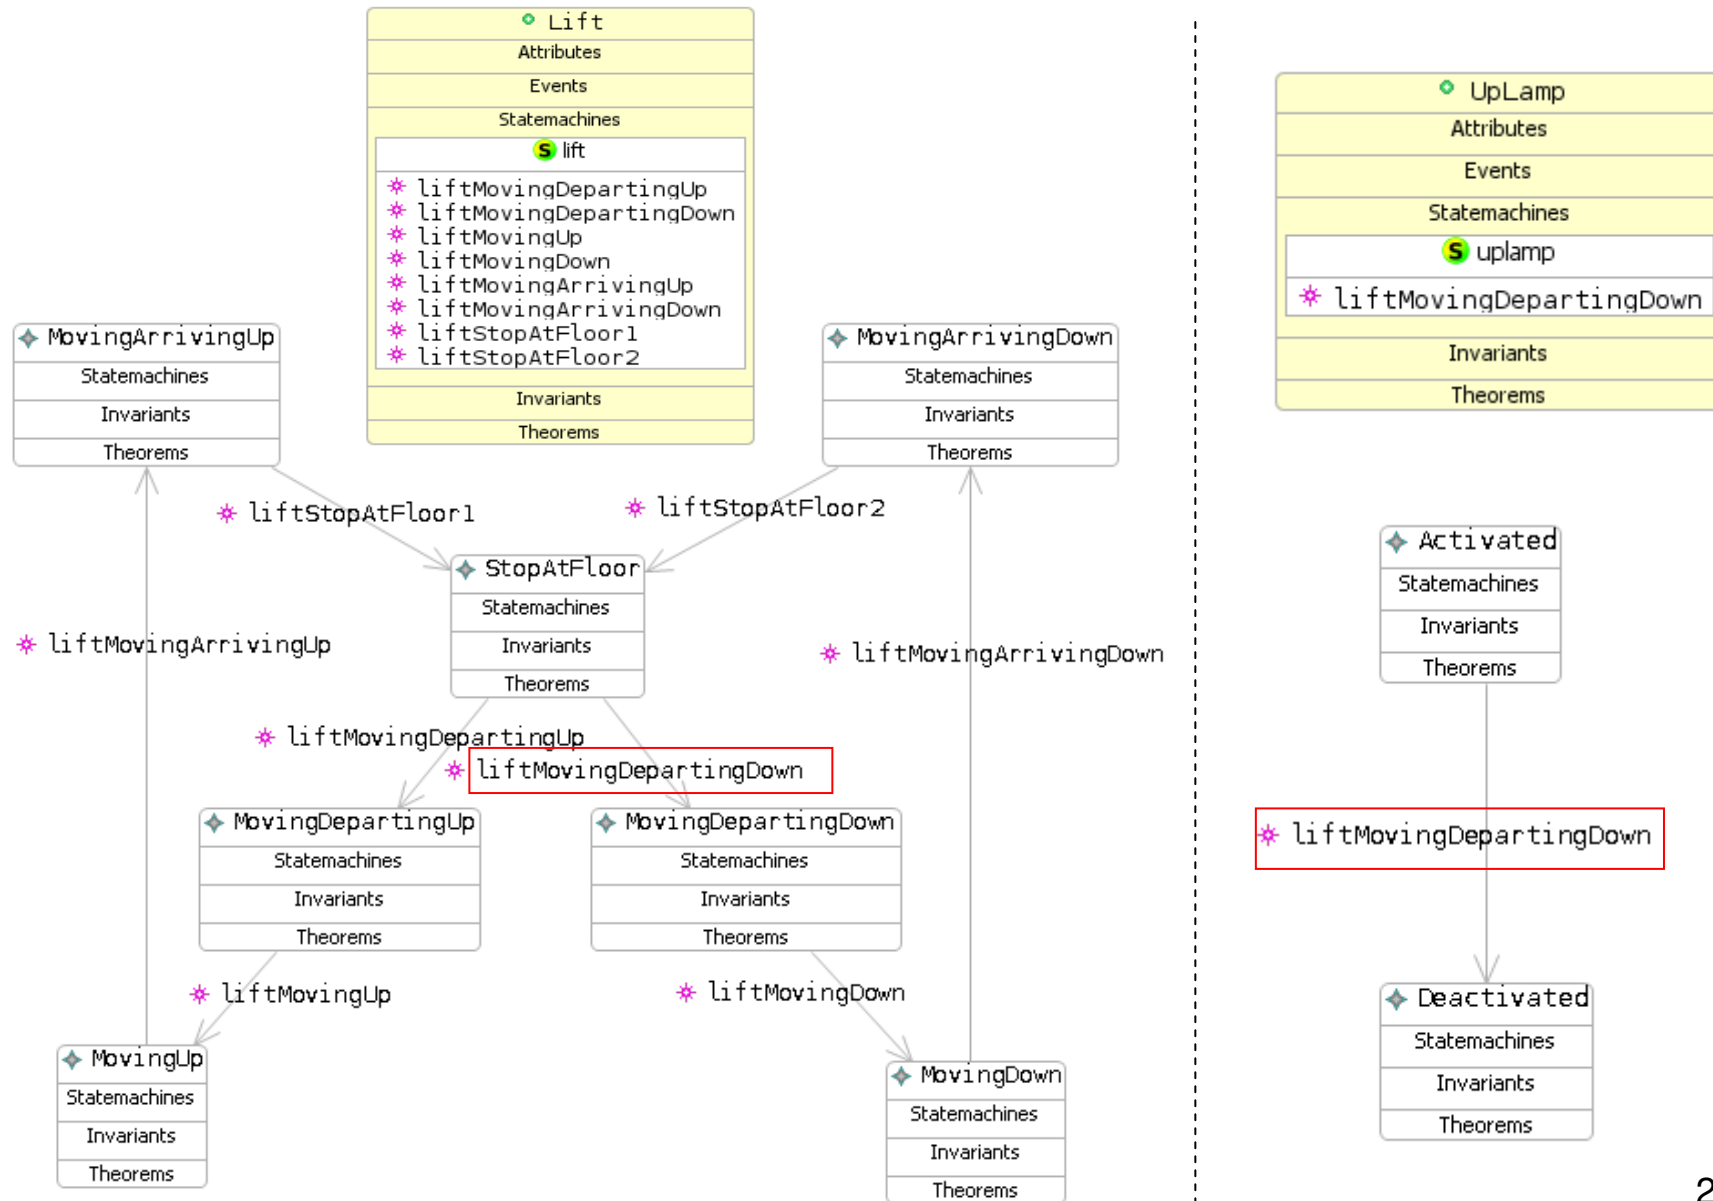 Lift
Attributes
Events
Statemachines
S lift
liftMovingDepartingUp
liftMovingDepartingDown
liftMovingUp
liftMovingDown
liftMovingArrivingUp
liftMovingArrivingDown
liftStopAtFloor1
liftStopAtFloor2
Invariants
Theorems
MovingArrivingUp
Statemachines
Invariants
Theorems
MovingArrivingDown
Statemachines
Invariants
Theorems
liftStopAtFloor1
liftStopAtFloor2
StopAtFloor
Statemachines
Invariants
Theorems
liftMovingArrivingUp
liftMovingArrivingDown
liftMovingDepartingUp
liftMovingDepartingDown
MovingDepartingUp
Statemachines
Invariants
Theorems
MovingDepartingDown
Statemachines
Invariants
Theorems
liftMovingUp
liftMovingDown
MovingUp
Statemachines
Invariants
Theorems
MovingDown
Statemachines
Invariants
Theorems
UpLamp
Attributes
Events
Statemachines
S uplamp
liftMovingDepartingDown
Invariants
Theorems
Activated
Statemachines
Invariants
Theorems
liftMovingDepartingDown
Deactivated
Statemachines
Invariants
Theorems
2